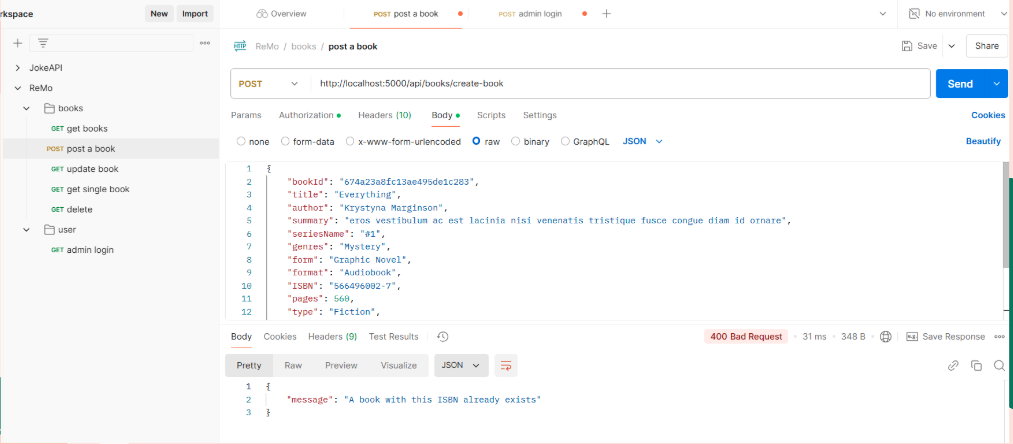 rkspace New Import
Overview POST post a book POST admin login No environment
HTTP ReMo / books / post a book Save Share
JokeAPI
ReMo
books
GET get books
POST post a book
GET update book
GET get single book
GET delete
user
GET admin login
POST http://localhost:5000/api/books/create-book Send
Params Authorization Headers (10) Body Scripts Settings Cookies
none form-data x-www-form-urlencoded raw binary GraphQL JSON Beautify
1 {
2 "bookId": "674a23a8fc13ae495de1c283",
3 "title": "Everything",
4 "author": "Krystyna Marginson",
5 "summary": "eros vestibulum ac est lacinia nisi venenatis tristique fusce congue diam id ornare",
6 "seriesName": "#1",
7 "genres": "Mystery",
8 "form": "Graphic Novel",
9 "format": "Audiobook",
10 "ISBN": "566496002-7",
11 "pages": 560,
12 "type": "Fiction",
Body Cookies Headers (9) Test Results 400 Bad Request 31 ms 348 B Save Response
Pretty Raw Preview Visualize JSON
1 {
2 "message": "A book with this ISBN already exists"
3 }